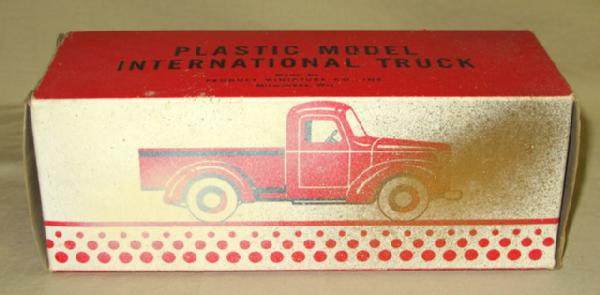 PLASTIC MODEL
INTERNATIONAL TRUCK
Made by
PRODUCT MINIATURE CO., INC.
Milwaukee, Wis.